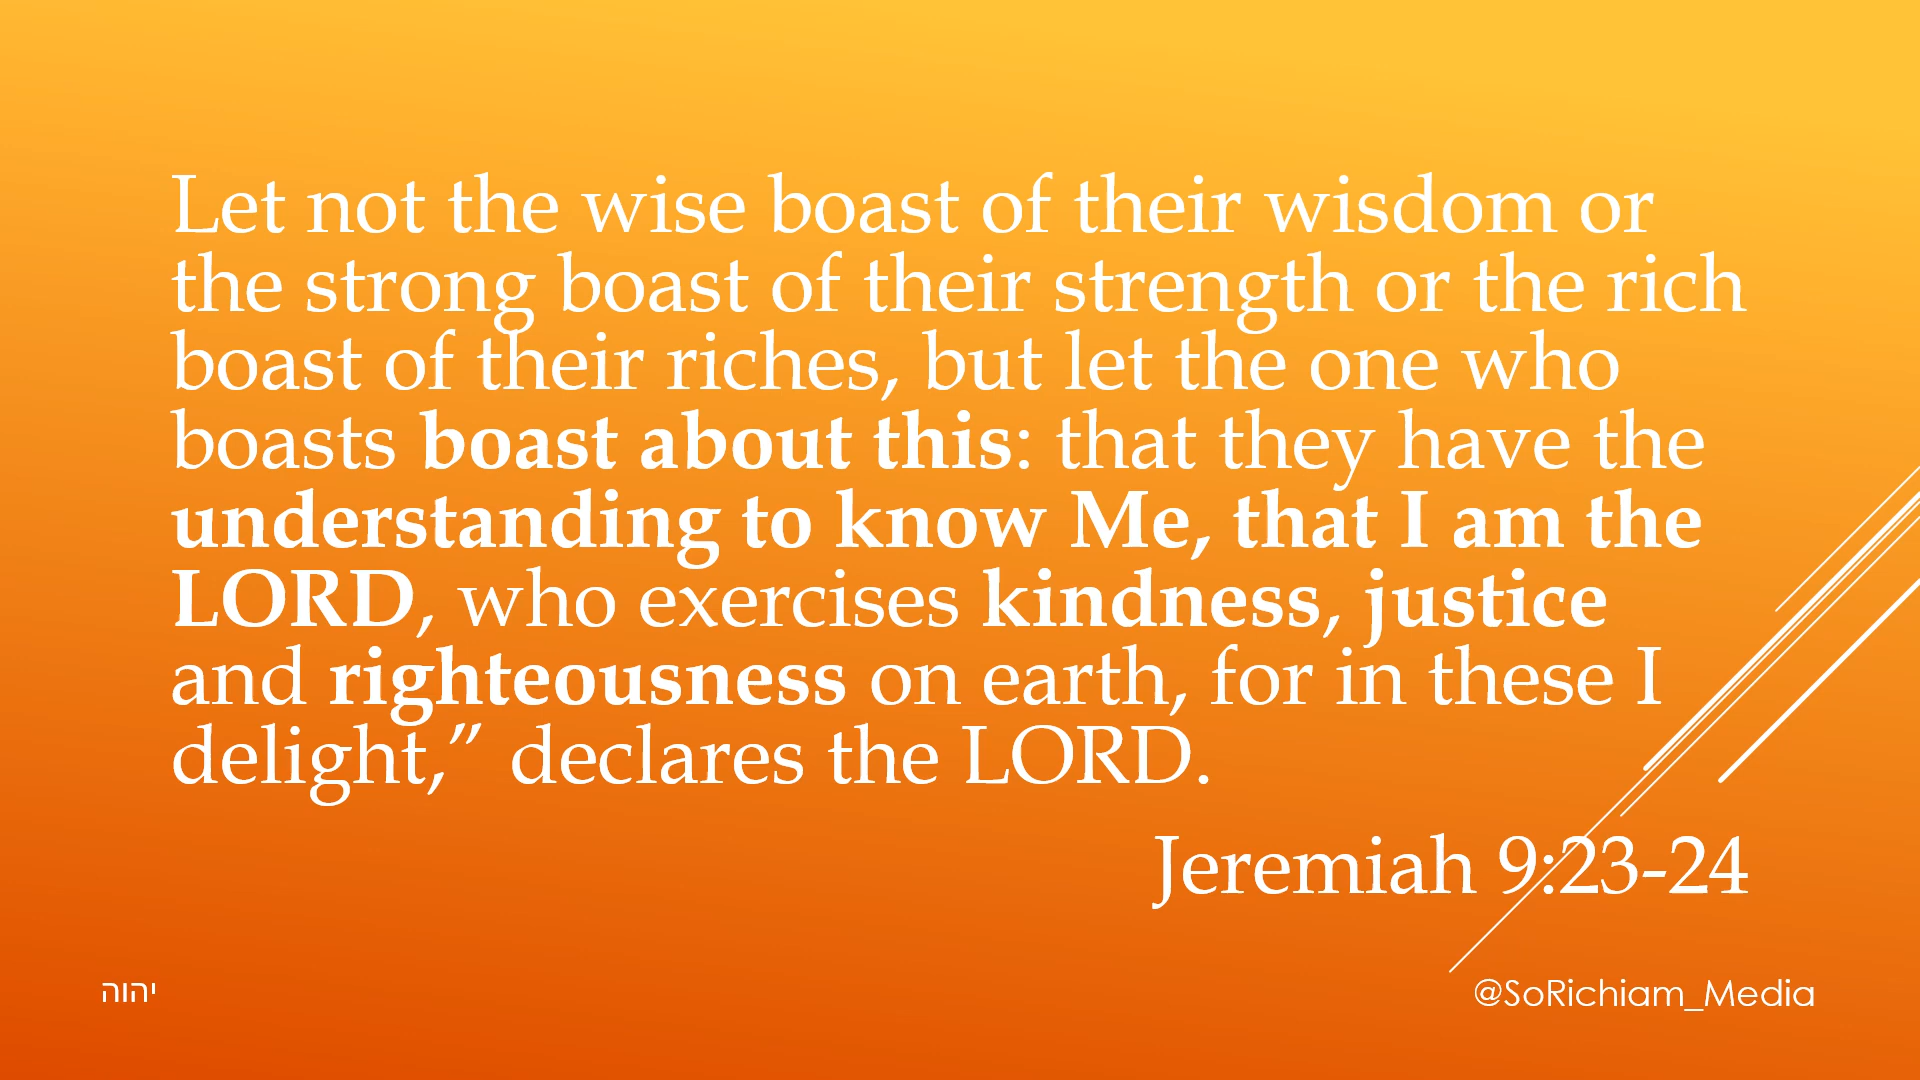 Let not the wise boast of their wisdom or
the strong boast of their strength or the rich
boast of their riches, but let the one who
boasts boast about this: that they have the
understanding to know Me, that I am the
LORD, who exercises kindness, justice
and righteousness on earth, for in these I
delight,” declares the LORD.
Jeremiah 9:23-24
יהוה
@SoRichiam_Media